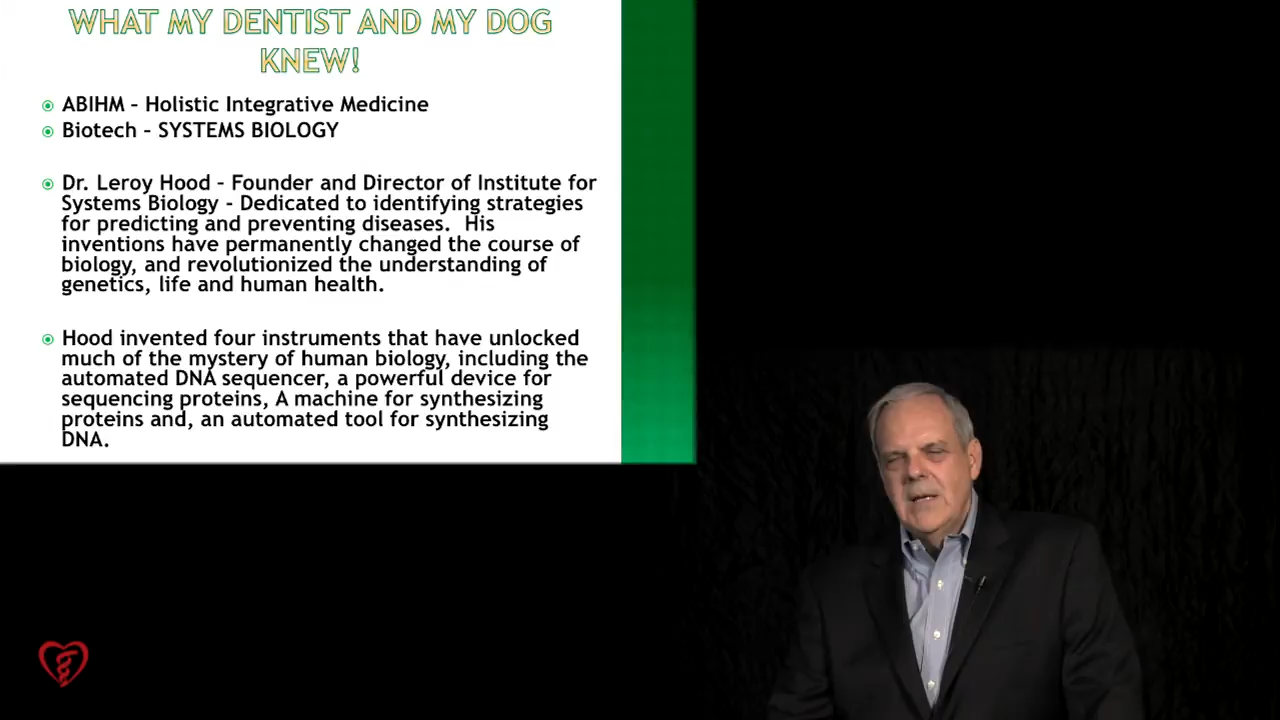 WHAT MY DENTIST AND MY DOG
KNEW!
ABIHM – Holistic Integrative Medicine
Biotech – SYSTEMS BIOLOGY
Dr. Leroy Hood – Founder and Director of Institute for
Systems Biology - Dedicated to identifying strategies
for predicting and preventing diseases.  His
inventions have permanently changed the course of
biology, and revolutionized the understanding of
genetics, life and human health.
Hood invented four instruments that have unlocked
much of the mystery of human biology, including the
automated DNA sequencer, a powerful device for
sequencing proteins, A machine for synthesizing
proteins and, an automated tool for synthesizing
DNA.